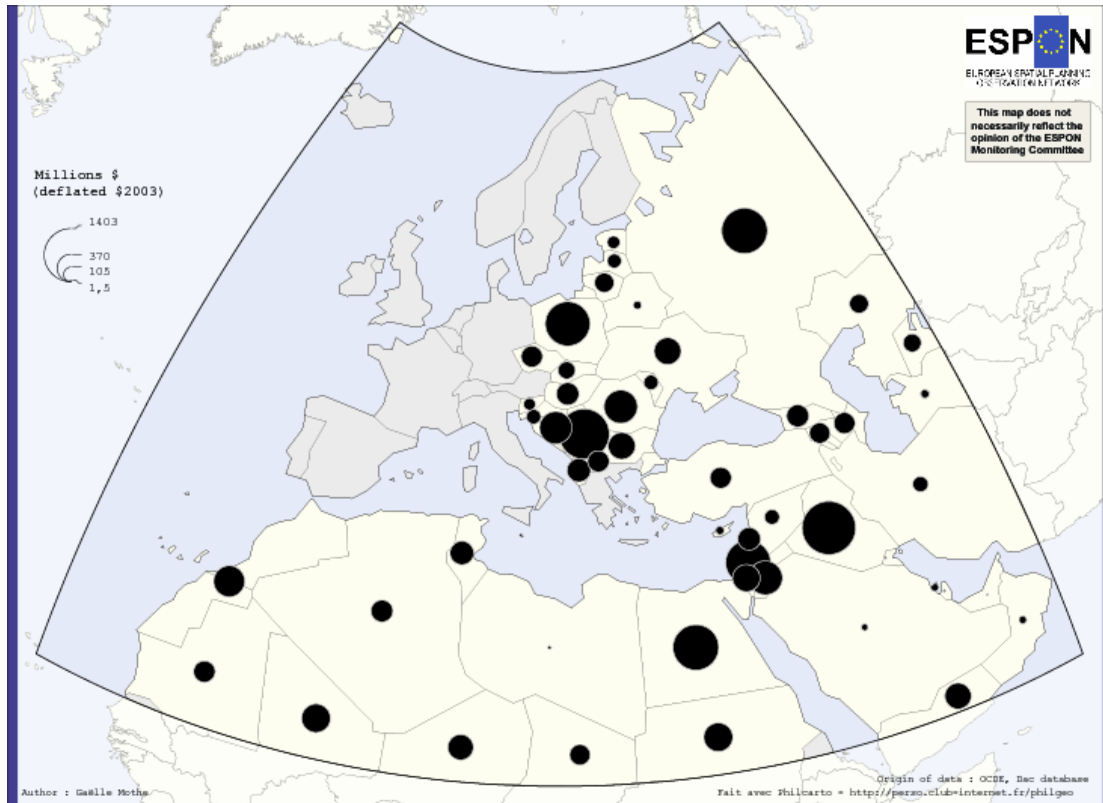 ESPON
EUROPEAN SPATIAL PLANNING
OBSERVATION NETWORK
This map does not
necessarily reflect the
opinion of the ESPON
Monitoring Committee
Millions $
(deflated $2003)
1403
370
105
1,5
Origin of data : OCDE, Dac database
Author : Gaëlle Motha
Fait avec Philcarto = http://perso.club-internet.fr/philgeo